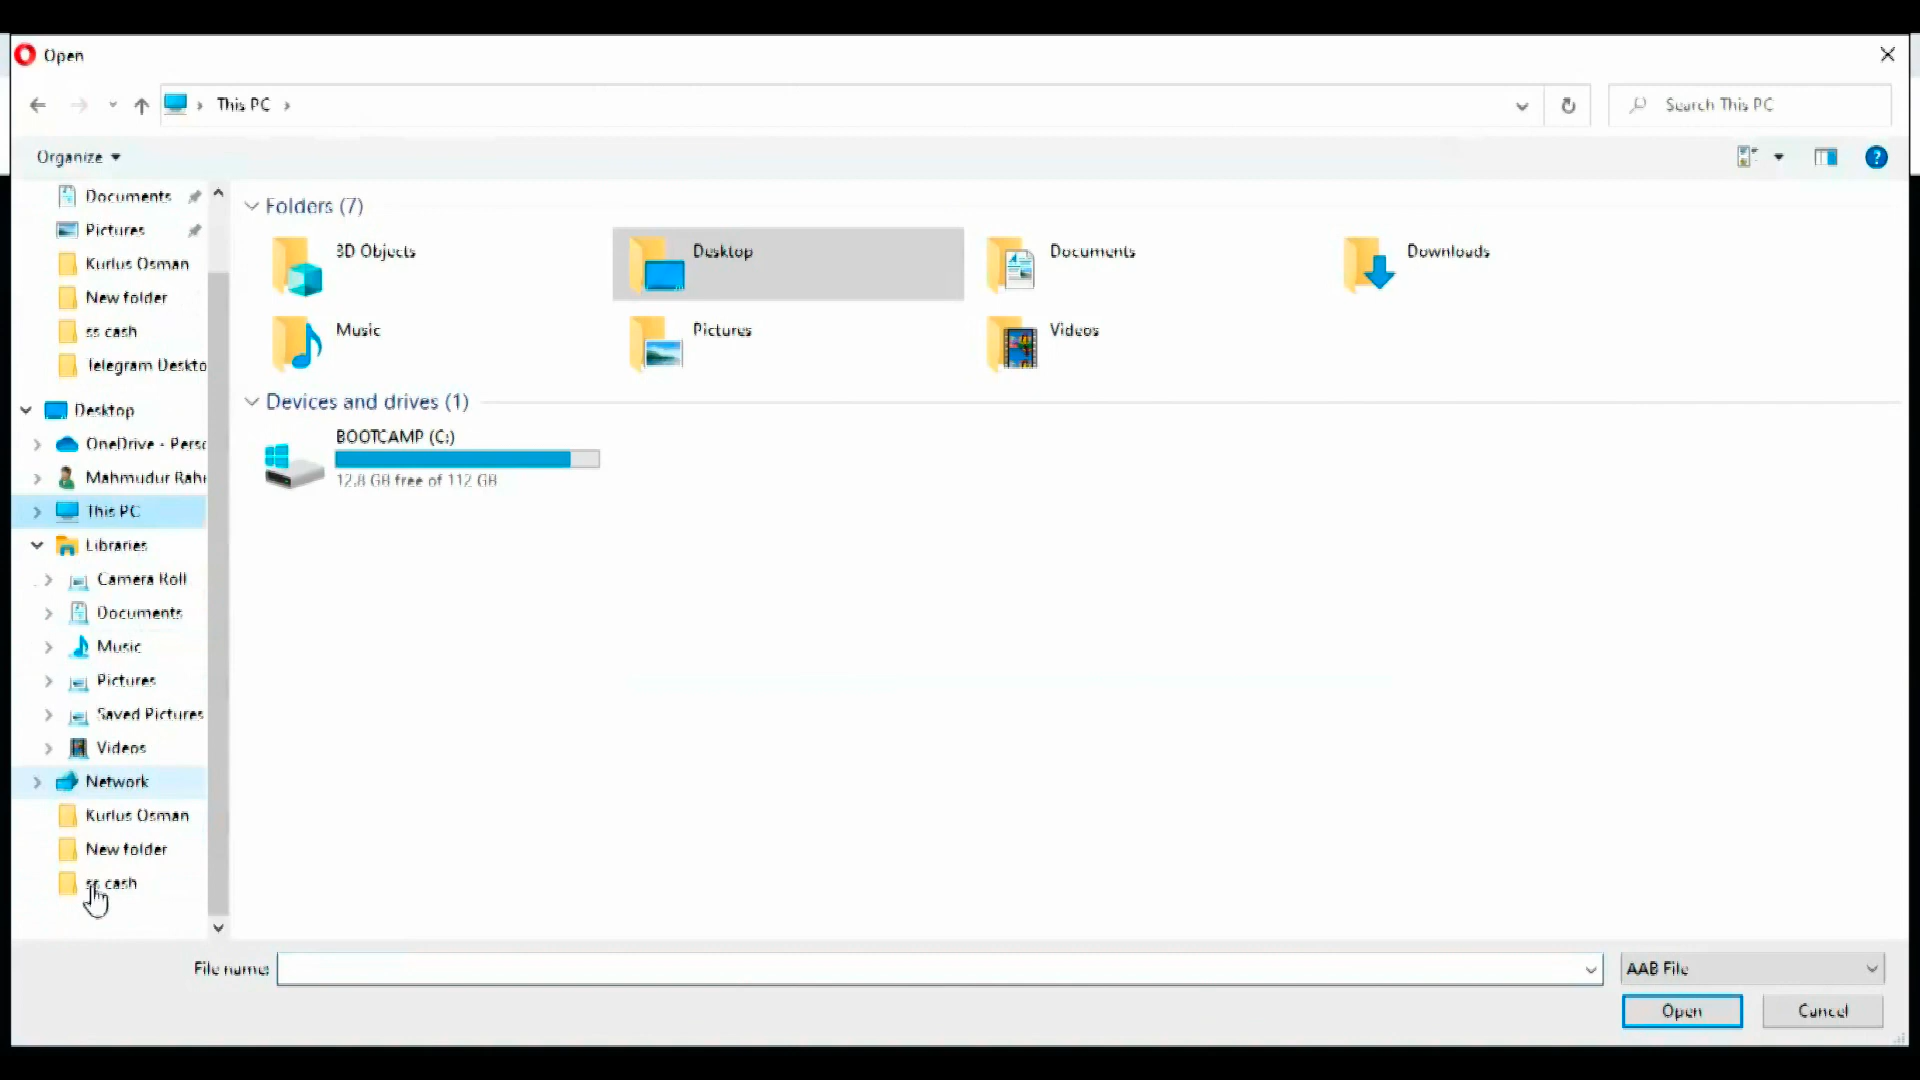 Open
This PC
Search This PC
Organize
Documents
Pictures
Kurlus Osman
New folder
ss cash
Telegram Deskto
Desktop
OneDrive - Perso
Mahmudur Rah
This PC
Libraries
Camera Roll
Documents
Music
Pictures
Saved Pictures
Videos
Network
Kurlus Osman
New folder
ss cash
Folders (7)
3D Objects
Desktop
Documents
Downloads
Music
Pictures
Videos
Devices and drives (1)
BOOTCAMP (C:)
12.8 GB free of 112 GB
File name:
AAB File
Open
Cancel